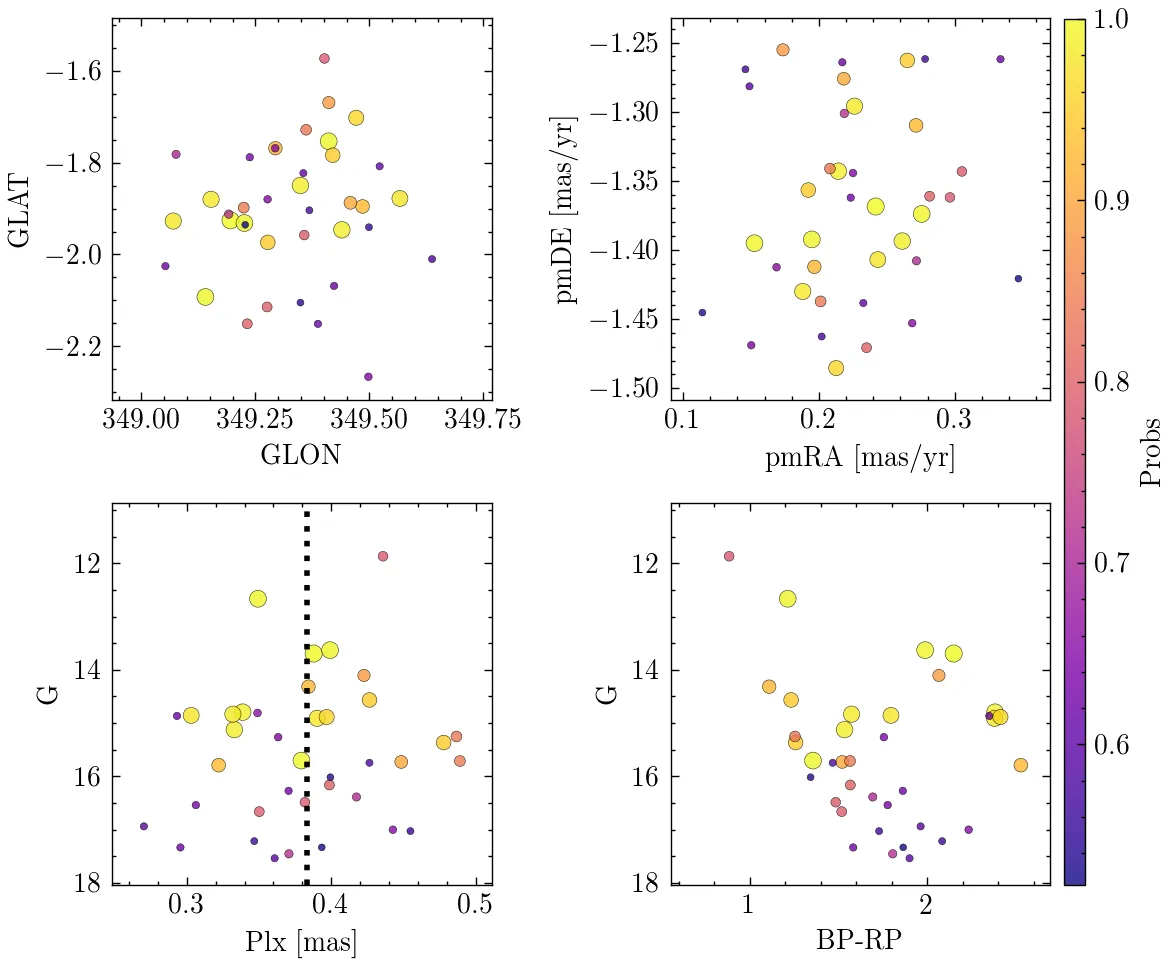 −1.6
−1.8
−2.0
−2.2
GLAT
349.00 349.25 349.50 349.75
GLON
−1.25
−1.30
−1.35
−1.40
−1.45
−1.50
pmDE [mas/yr]
0.1 0.2 0.3
pmRA [mas/yr]
12
14
16
18
G
0.3 0.4 0.5
Plx [mas]
12
14
16
18
G
1 2
BP-RP
1.0
0.9
0.8
0.7
0.6
Probs